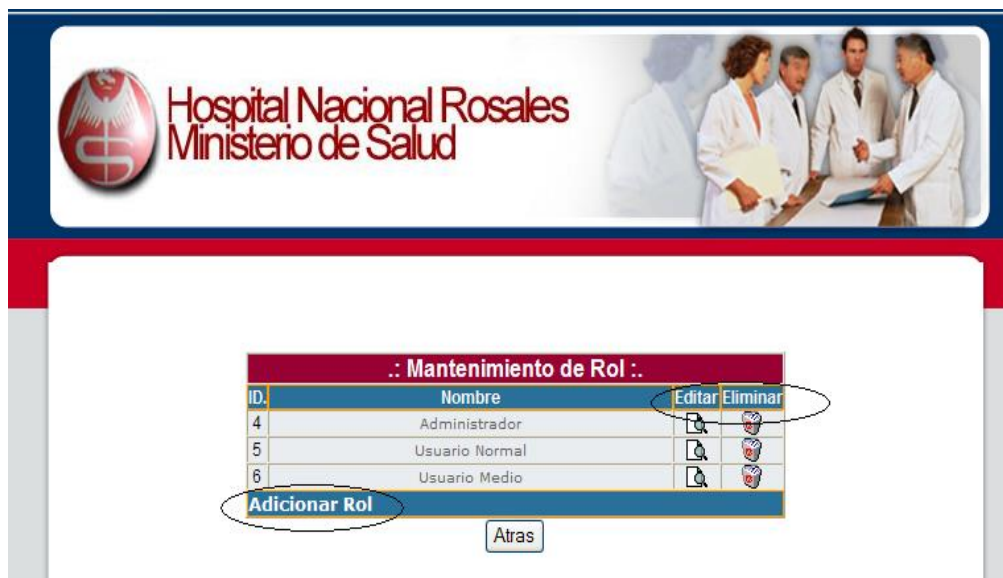 Hospital Nacional Rosales
Ministerio de Salud
.: Mantenimiento de Rol :.
ID. Nombre Editar Eliminar
4 Administrador
5 Usuario Normal
6 Usuario Medio
Adicionar Rol
Atras